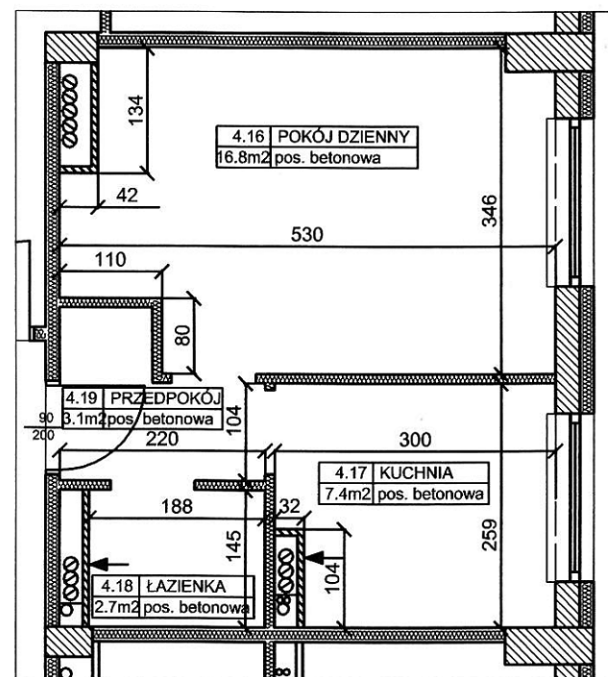 134
4.16 POKÓJ DZIENNY
16.8m2 pos. betonowa
42
346
530
110
80
4.19 PRZEDPOKÓJ
3.1m2 pos. betonowa
90
200
104
220
300
4.17 KUCHNIA
7.4m2 pos. betonowa
188
32
145
104
259
4.18 ŁAZIENKA
2.7m2 pos. betonowa